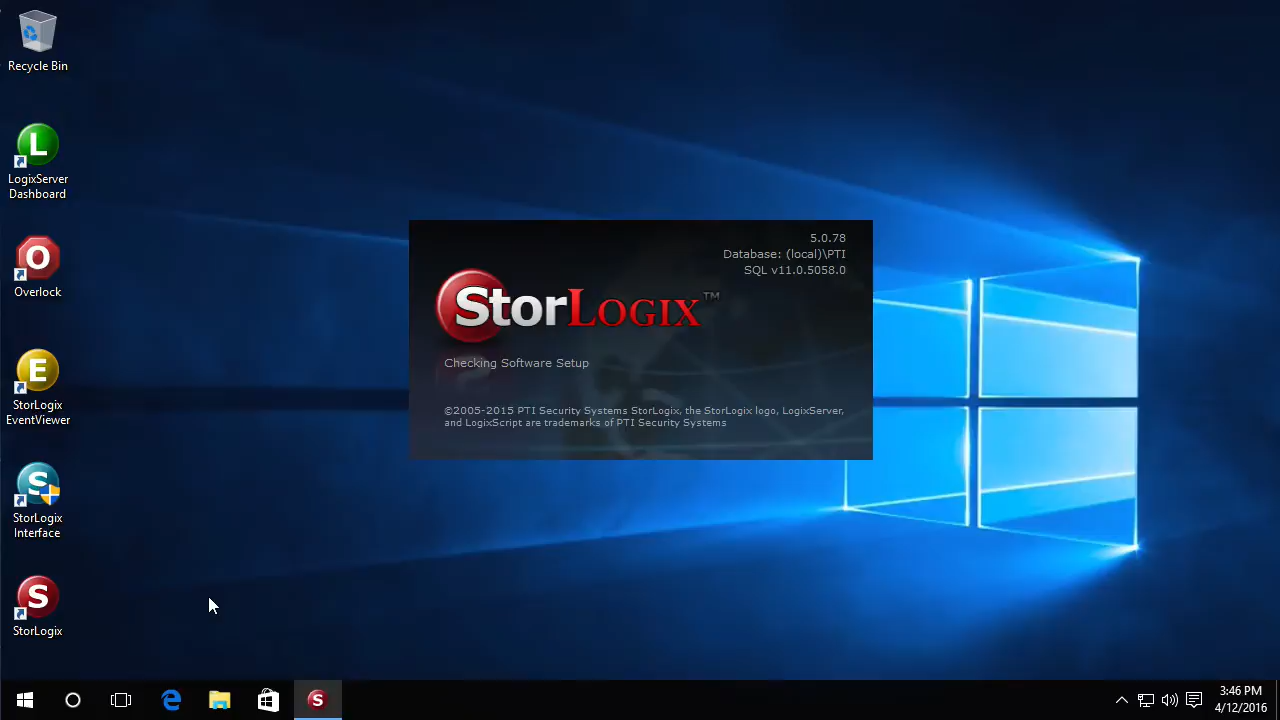 Recycle Bin
L
LogixServer
Dashboard
O
Overlock
E
StorLogix
EventViewer
S
StorLogix
Interface
S
StorLogix
5.0.78
Database: (local)\PTI
SQL v11.0.5058.0
StorLogix™
Checking Software Setup
©2005-2015 PTI Security Systems StorLogix, the StorLogix logo, LogixServer,
and LogixScript are trademarks of PTI Security Systems
S
3:46 PM
4/12/2016